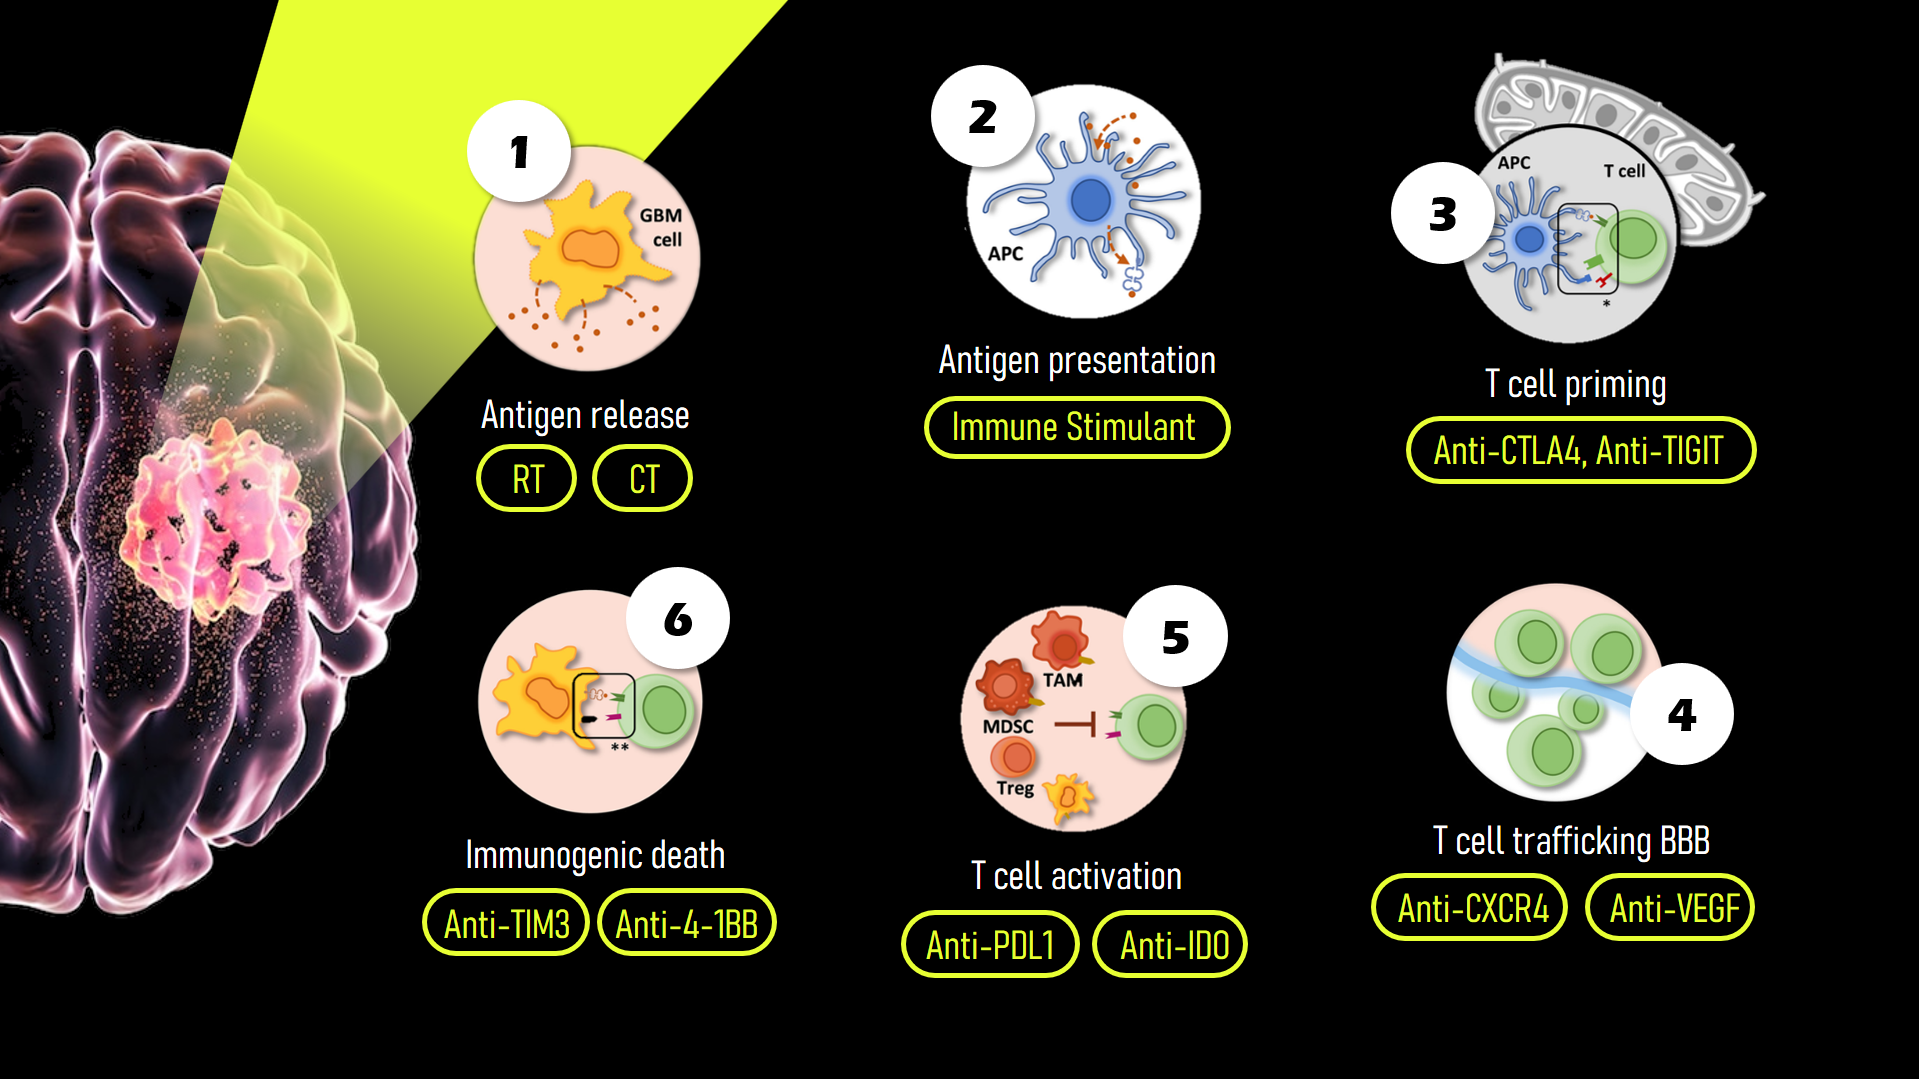 1
GBM
cell
Antigen release
RT
CT
2
APC
Antigen presentation
Immune Stimulant
3
APC
T cell
*
T cell priming
Anti-CTLA4, Anti-TIGIT
6
**
Immunogenic death
Anti-TIM3
Anti-4-1BB
5
TAM
MDSC
Treg
T cell activation
Anti-PDL1
Anti-IDO
4
T cell trafficking BBB
Anti-CXCR4
Anti-VEGF